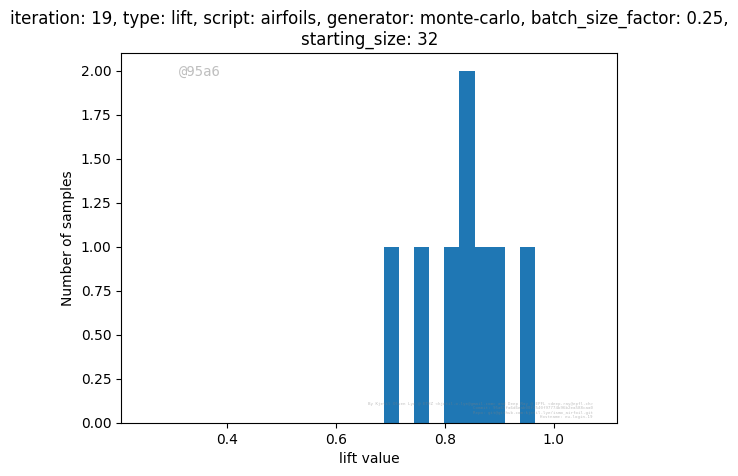 iteration: 19, type: lift, script: airfoils, generator: monte-carlo, batch_size_factor: 0.25,
starting_size: 32
@95a6
2.00
1.75
1.50
1.25
1.00
0.75
0.50
0.25
0.00
Number of samples
0.4
0.6
0.8
1.0
lift value